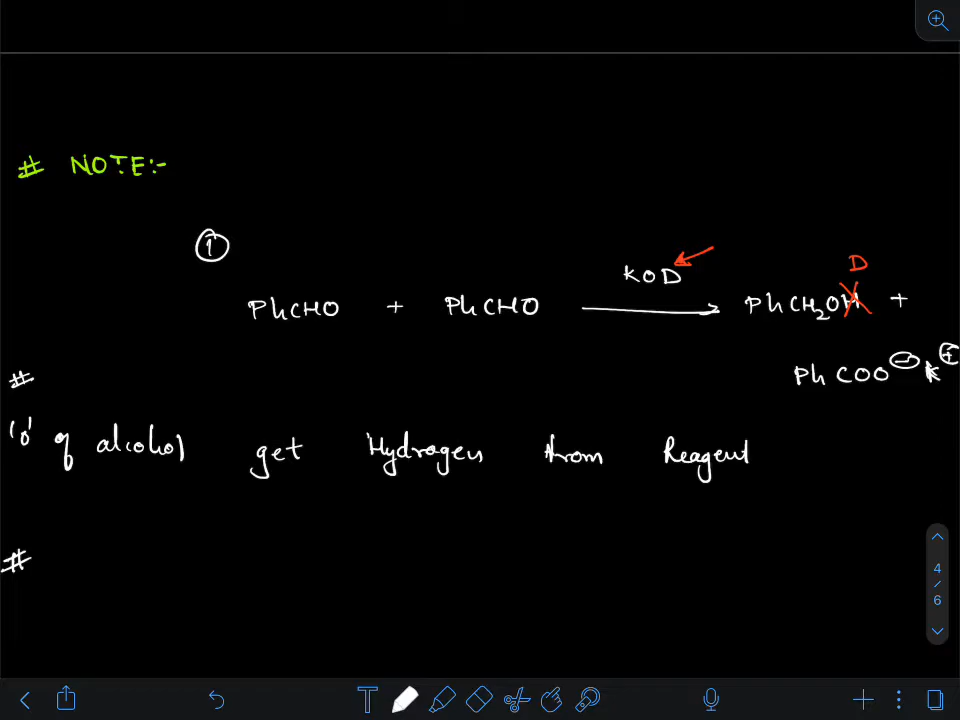 # NOTE:-
①
KOD
D
PhCHO + PhCHO → PhCH₂OH +
PhCOO⊖ K⊕
#
'O' of alcohol get Hydrogen from Reagent
#
4
/
6